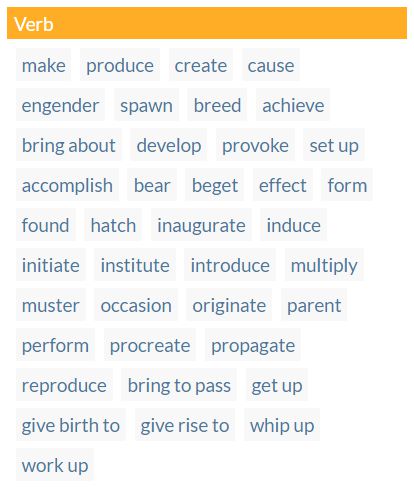 Verb
make produce create cause
engender spawn breed achieve
bring about develop provoke set up
accomplish bear beget effect form
found hatch inaugurate induce
initiate institute introduce multiply
muster occasion originate parent
perform procreate propagate
reproduce bring to pass get up
give birth to give rise to whip up
work up